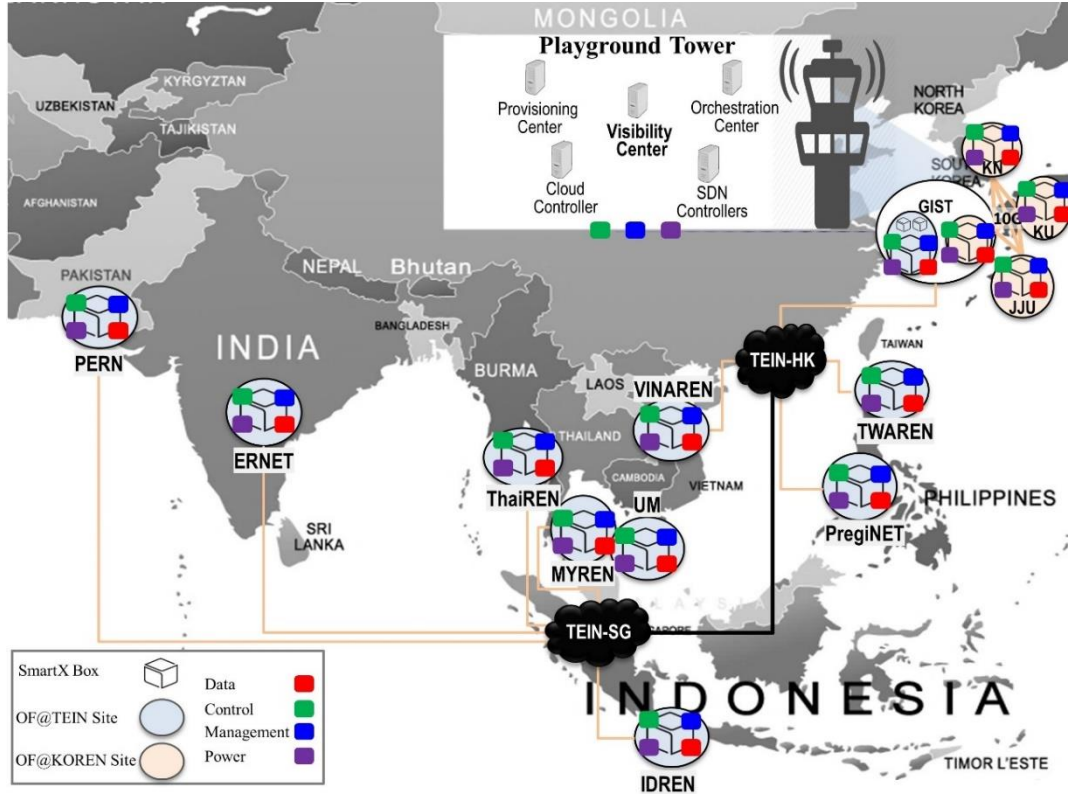 MONGOLIA
Playground Tower
KYRGYZTAN
UZBEKISTAN
TAJIKISTAN
Provisioning
Center
Visibility
Center
Orchestration
Center
Cloud
Controller
SDN
Controllers
NORTH
KOREA
KN
GIST
10G
KU
JJU
AFGHANISTAN
PAKISTAN
PERN
NEPAL
Bhutan
BANGLADESH
INDIA
BURMA
LAOS
VINAREN
TEIN-HK
TAIWAN
TWAREN
ERNET
THAILAND
ThaiREN
CAMBODIA
VIETNAM
UM
MYREN
PHILIPPINES
PregiNET
SRI
LANKA
TEIN-SG
INDONESIA
IDREN
TIMOR L'ESTE
SmartX Box
OF@TEIN Site
OF@KOREN Site
Data
Control
Management
Power